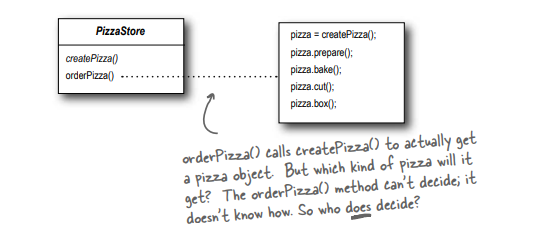 PizzaStore
createPizza()
orderPizza()
pizza = createPizza();
pizza.prepare();
pizza.bake();
pizza.cut();
pizza.box();
orderPizza() calls createPizza() to actually get
a pizza object. But which kind of pizza will it
get? The orderPizza() method can't decide; it
doesn't know how. So who does decide?